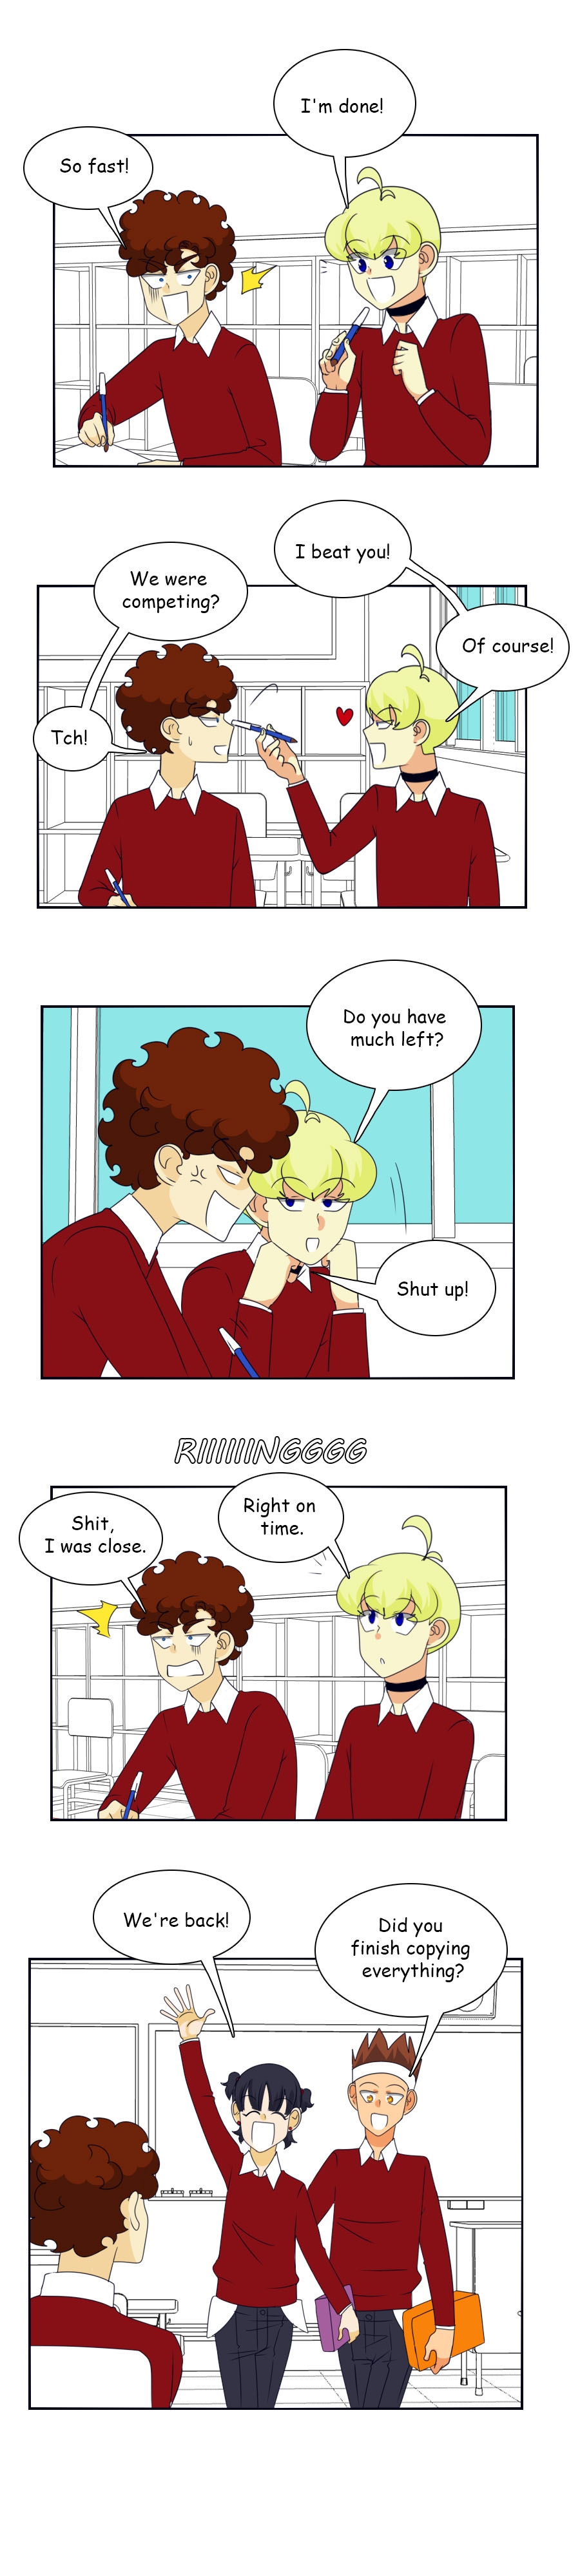 So fast!
I'm done!
I beat you!
We were
competing?
Of course!
Tch!
Do you have
much left?
Shut up!
RIIIIIINGGGG
Shit,
I was close.
Right on
time.
We're back!
Did you
finish copying
everything?